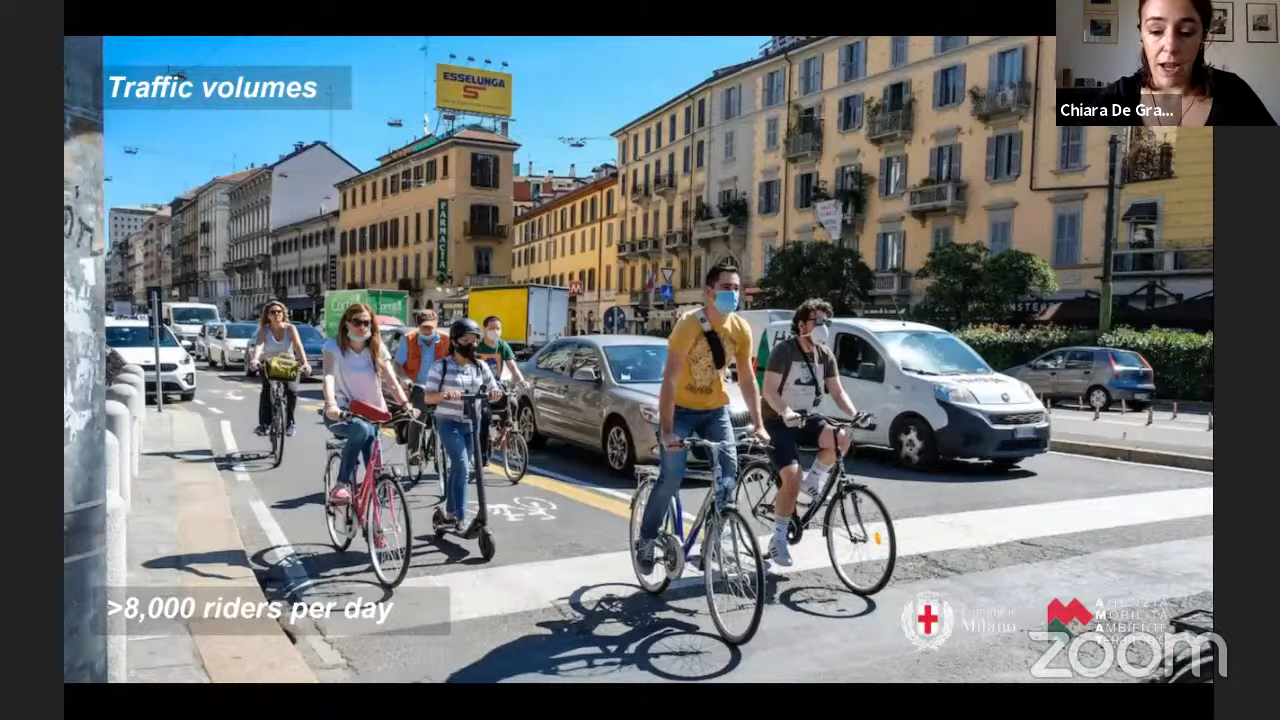 Traffic volumes
ESSELUNGA
S
Chiara De Gra...
FARMACIA
M
>8,000 riders per day
Comune
Milano
AGENZIA
MOBILITÀ
AMBIENTE
TERRITORIO
zoom